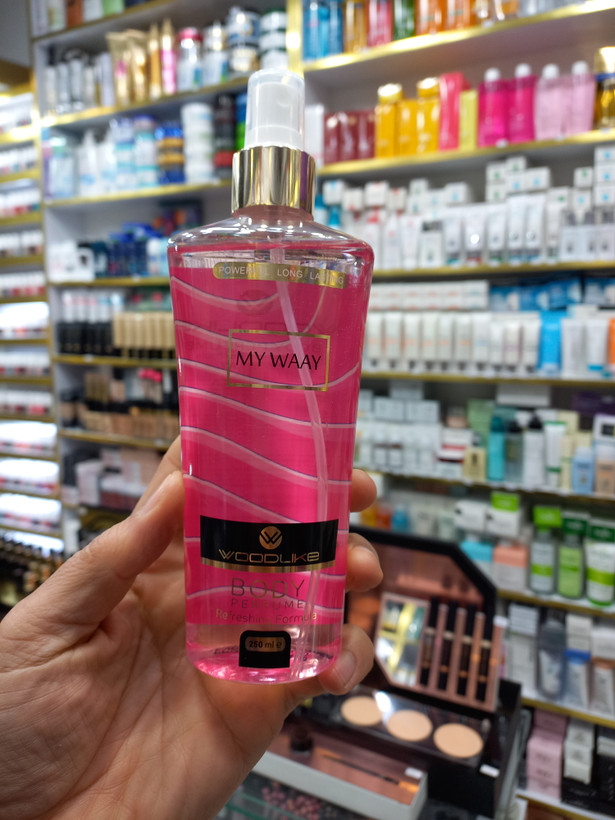 POWERFUL LONG LASTING
MY WAAY
WOODLIKE
BODY
PERFUME
Refreshing Formula
250 ml e